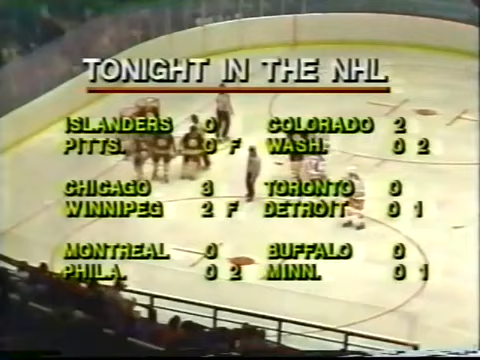 TONIGHT IN THE NHL
ISLANDERS 0
PITTS. 0 F
CHICAGO 3
WINNIPEG 2 F
MONTREAL 0
PHILA. 0 2
COLORADO 2
WASH. 0 2
TORONTO 0
DETROIT 0 1
BUFFALO 0
MINN. 0 1